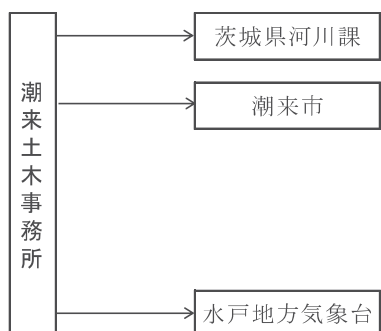 潮来土木事務所
茨城県河川課
潮来市
水戸地方気象台